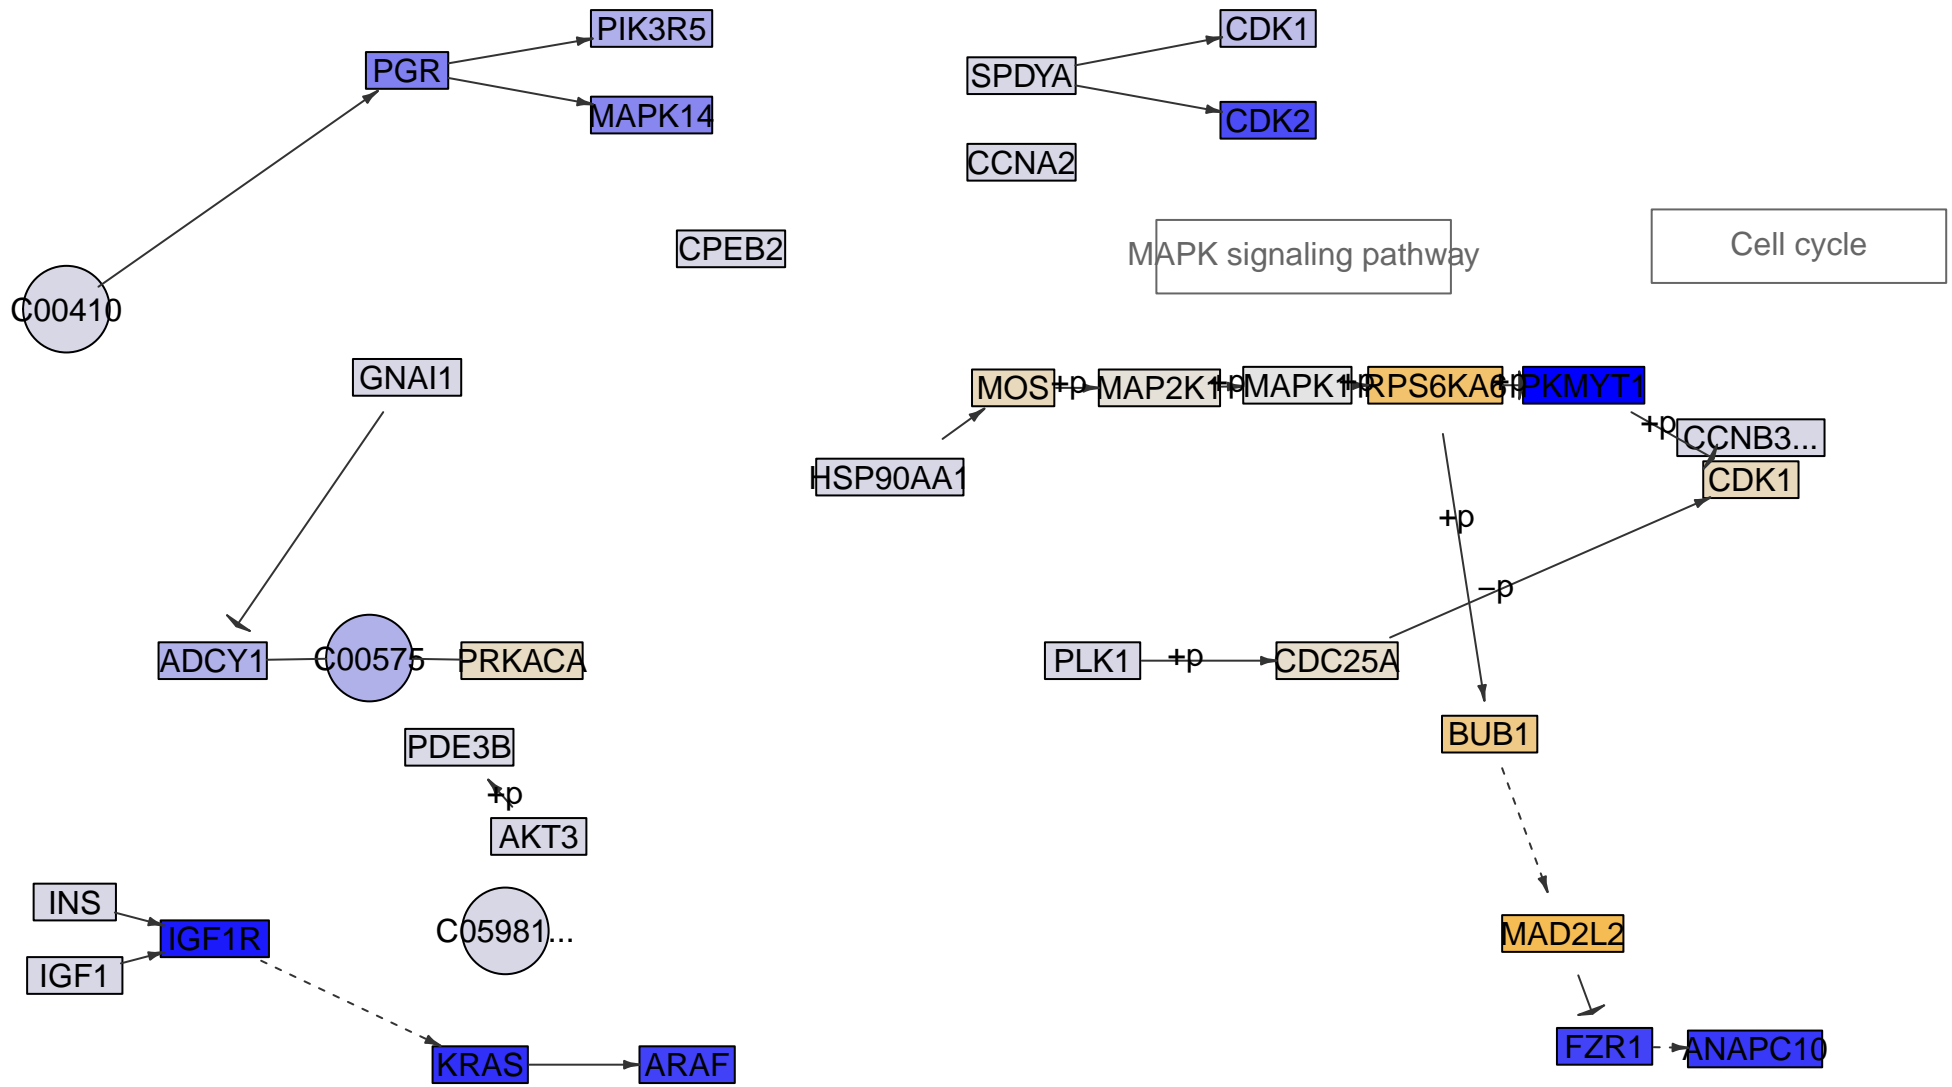 PIK3R5
CDK1
PGR
SPDYA
MAPK14
CDK2
CCNA2
CPEB2
MAPK signaling pathway
Cell cycle
C00410
GNAI1
MOS
+p
MAP2K1
+p
MAPK1
+p
RPS6KA6
+p
PKMYT1
+p
CCNB3...
HSP90AA1
CDK1
+p
−p
ADCY1
C00575
PRKACA
PLK1
+p
CDC25A
BUB1
PDE3B
+p
AKT3
INS
IGF1R
C05981...
MAD2L2
IGF1
KRAS
ARAF
FZR1
ANAPC10